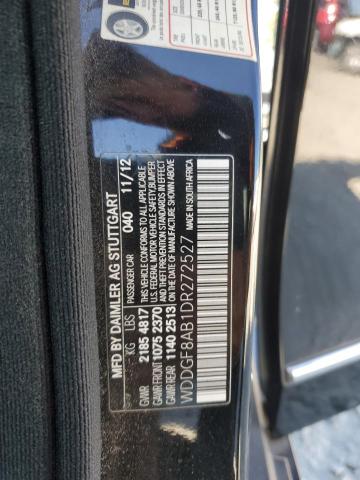 MFD BY DAIMLER AG STUTTGART
PASSENGER CAR 040 11/12
KG LBS
GAWR 2185 4817
GAWR FRONT 1075 2370
GAWR REAR 1140 2513
THIS VEHICLE CONFORMS TO ALL APPLICABLE
U.S. FEDERAL MOTOR VEHICLE SAFETY, BUMPER
AND THEFT PREVENTION STANDARDS IN EFFECT ON
THE DATE OF MANUFACTURE SHOWN ABOVE
MADE IN SOUTH AFRICA
WDDGF8AB1DR272527